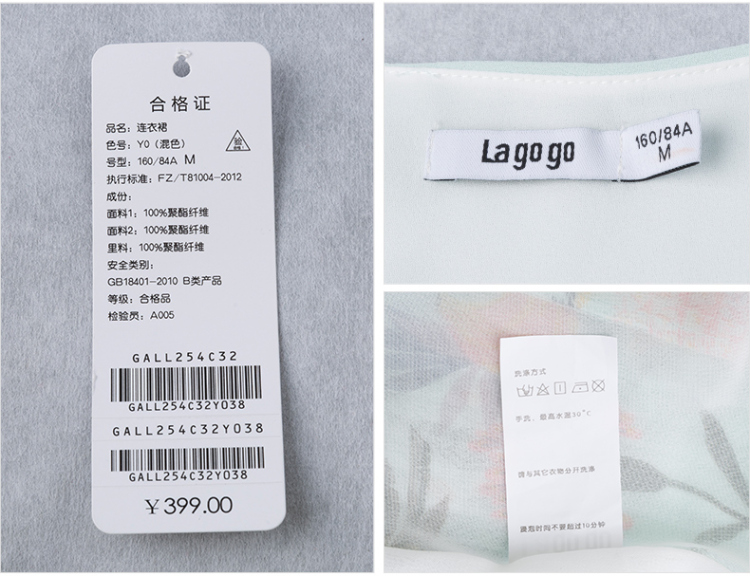 合格证
品名：连衣裙
色号：Y0（混色）
号型：160/84A M
执行标准：FZ/T81004-2012
成份：
面料1：100%聚酯纤维
面料2：100%聚酯纤维
里料：100%聚酯纤维
安全类别：
GB18401-2010 B类产品
等级：合格品
检验员：A005
GALL254C32
GALL254C32Y038
GALL254C32Y038
GALL254C32Y038
¥399.00
Lagogo
160/84A
M
洗涤方式
手洗，最高水温30°C
请与其它衣物分开洗涤
浸泡时间不要超过10分钟